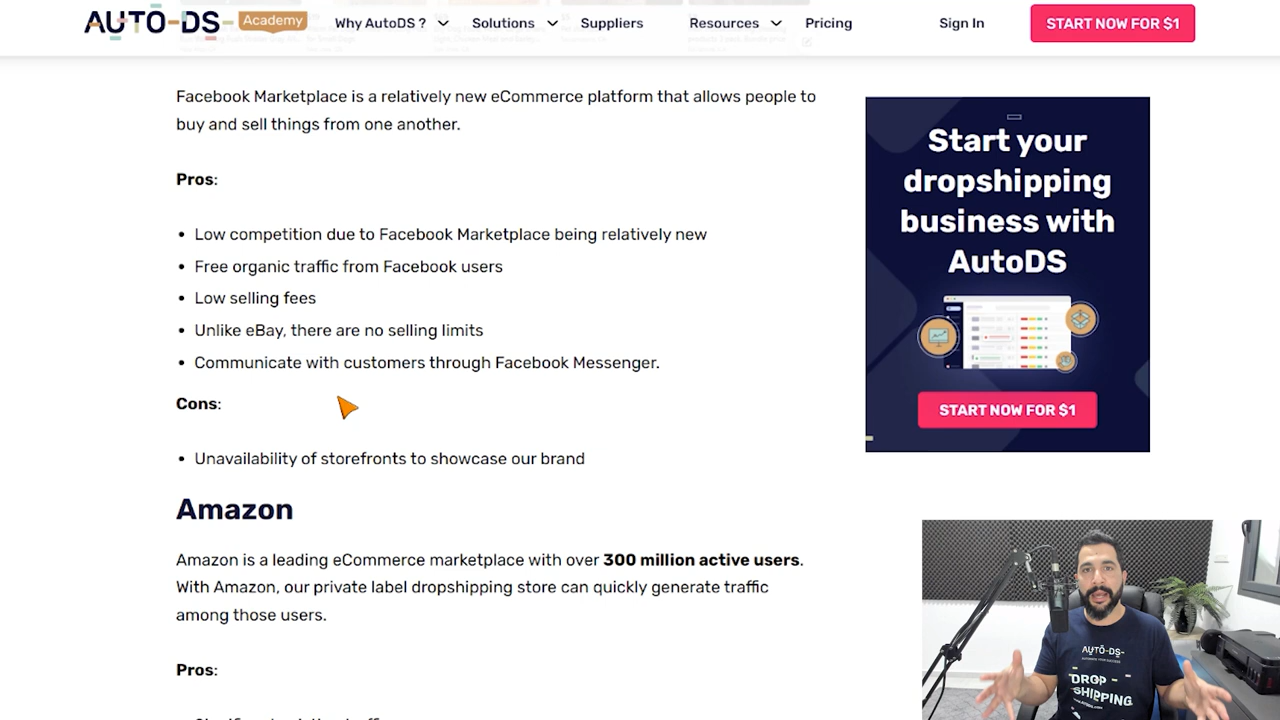 AUTO-DS
Academy
Why AutoDS ?
Solutions
Suppliers
Resources
Pricing
Sign In
START NOW FOR $1
Facebook Marketplace is a relatively new eCommerce platform that allows people to
buy and sell things from one another.
Pros:
• Low competition due to Facebook Marketplace being relatively new
• Free organic traffic from Facebook users
• Low selling fees
• Unlike eBay, there are no selling limits
• Communicate with customers through Facebook Messenger.
Cons:
• Unavailability of storefronts to showcase our brand
Amazon
Amazon is a leading eCommerce marketplace with over 300 million active users.
With Amazon, our private label dropshipping store can quickly generate traffic
among those users.
Pros:
Start your
dropshipping
business with
AutoDS
START NOW FOR $1
AUTO-DS-
DROP
SHIPPING